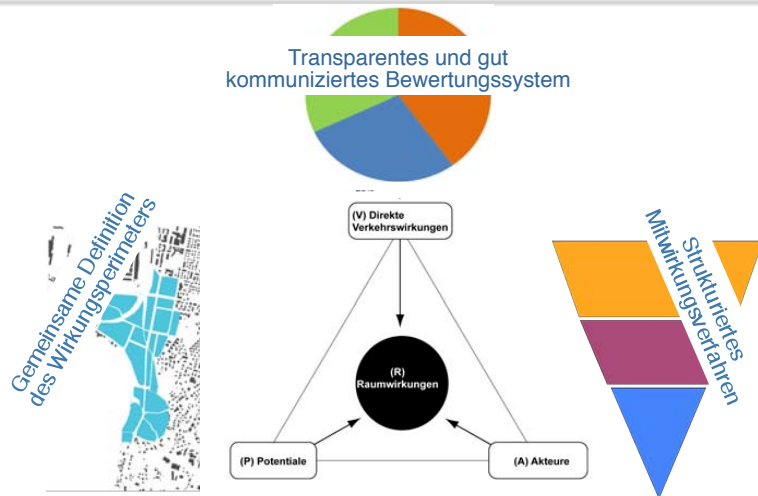 Transparentes und gut
kommuniziertes Bewertungssystem
Gemeinsame Definition
des Wirkungsperimeters
(V) Direkte
Verkehrswirkungen
(R)
Raumwirkungen
(P) Potentiale
(A) Akteure
Strukturiertes
Mitwirkungsverfahren